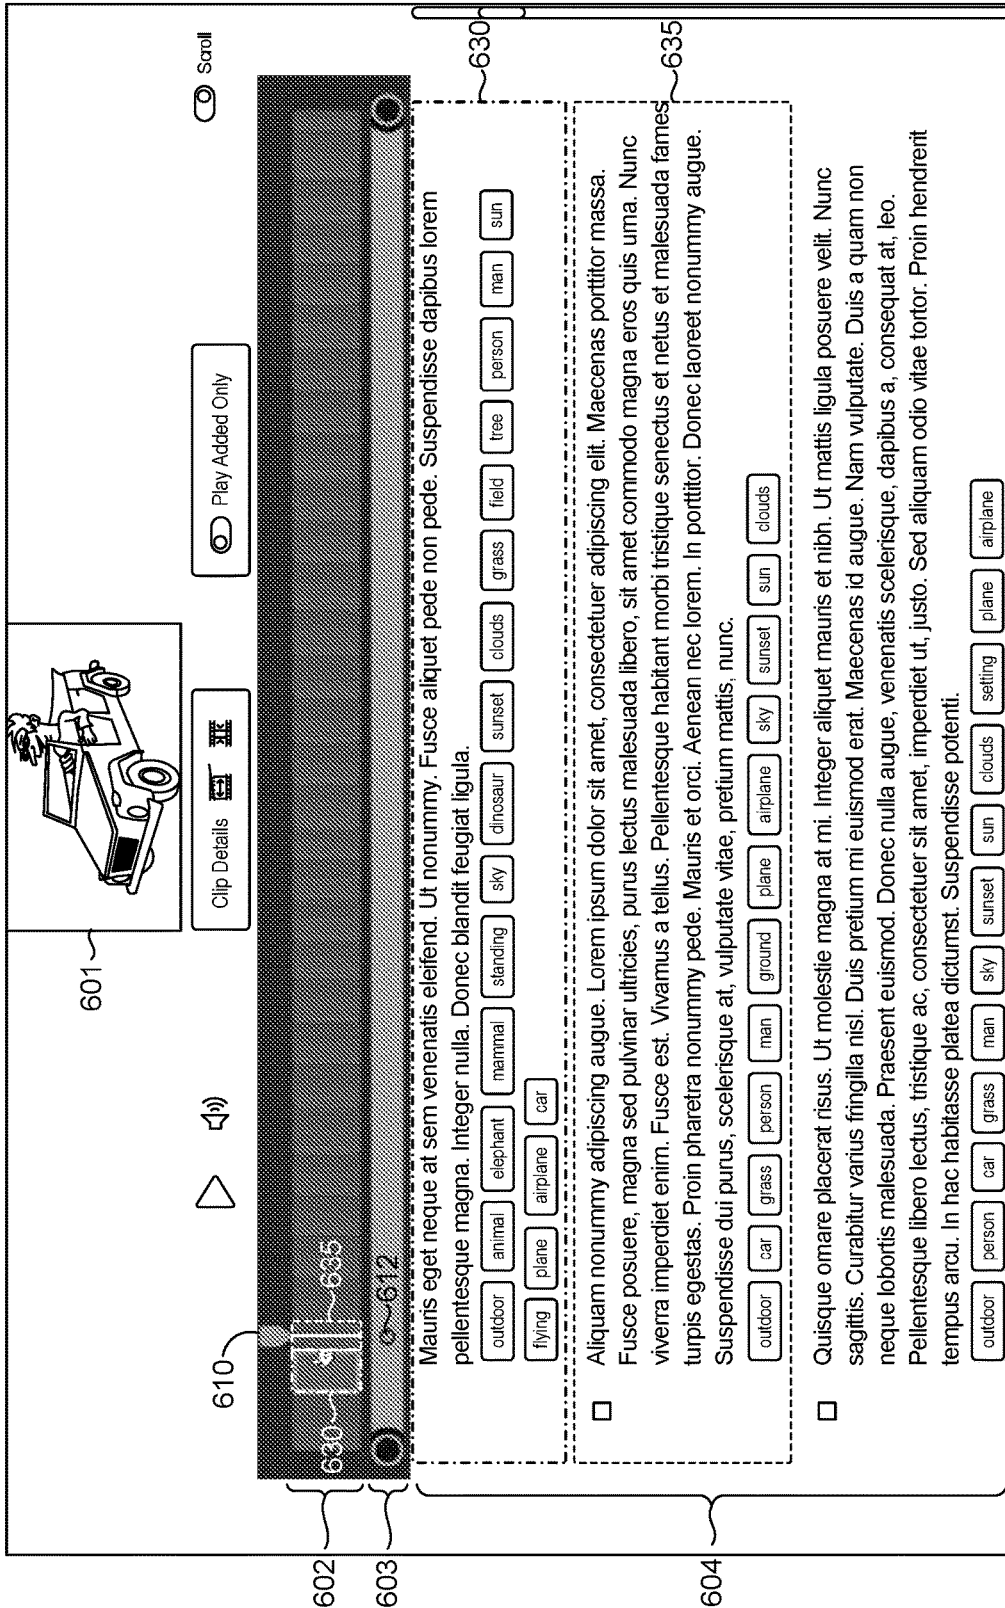 601
Clip Details
Play Added Only
Scroll
610
630
635
602
612
603
630
Mauris eget neque at sem venenatis eleifend. Ut nonummy. Fusce aliquet pede non pede. Suspendisse dapibus lorem
pellentesque magna. Integer nulla. Donec blandit feugiat ligula.
outdoor animal elephant mammal standing sky dinosaur sunset clouds grass field tree person man sun
flying plane airplane car
635
Aliquam nonummy adipiscing augue. Lorem ipsum dolor sit amet, consectetuer adipiscing elit. Maecenas porttitor massa.
Fusce posuere, magna sed pulvinar ultricies, purus lectus malesuada libero, sit amet commodo magna eros quis urna. Nunc
viverra imperdiet enim. Fusce est. Vivamus a tellus. Pellentesque habitant morbi tristique senectus et netus et malesuada fames
turpis egestas. Proin pharetra nonummy pede. Mauris et orci. Aenean nec lorem. In porttitor. Donec laoreet nonummy augue.
Suspendisse dui purus, scelerisque at, vulputate vitae, pretium mattis, nunc.
outdoor car grass person man ground plane airplane sky sunset sun clouds
604
Quisque ornare placerat risus. Ut molestie magna at mi. Integer aliquet mauris et nibh. Ut mattis ligula posuere velit. Nunc
sagittis. Curabitur varius fringilla nisl. Duis pretium mi euismod erat. Maecenas id augue. Nam vulputate. Duis a quam non
neque lobortis malesuada. Praesent euismod. Donec nulla augue, venenatis scelerisque, dapibus a, consequat at, leo.
Pellentesque libero lectus, tristique ac, consectetuer sit amet, imperdiet ut, justo. Sed aliquam odio vitae tortor. Proin hendrerit
tempus arcu. In hac habitasse platea dictumst. Suspendisse potenti.
outdoor person car grass man sky sunset sun clouds setting plane airplane